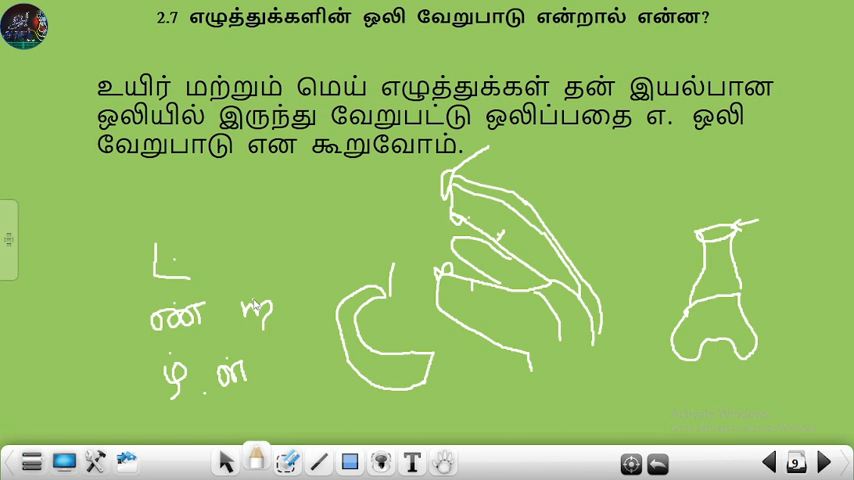 2.7 எழுத்துக்களின் ஒலி வேறுபாடு என்றால் என்ன?
உயிர் மற்றும் மெய் எழுத்துக்கள் தன் இயல்பான
ஒலியில் இருந்து வேறுபட்டு ஒலிப்பதை எ. ஒலி
வேறுபாடு என கூறுவோம்.
ட்
ண்
ழ் . ள்
9